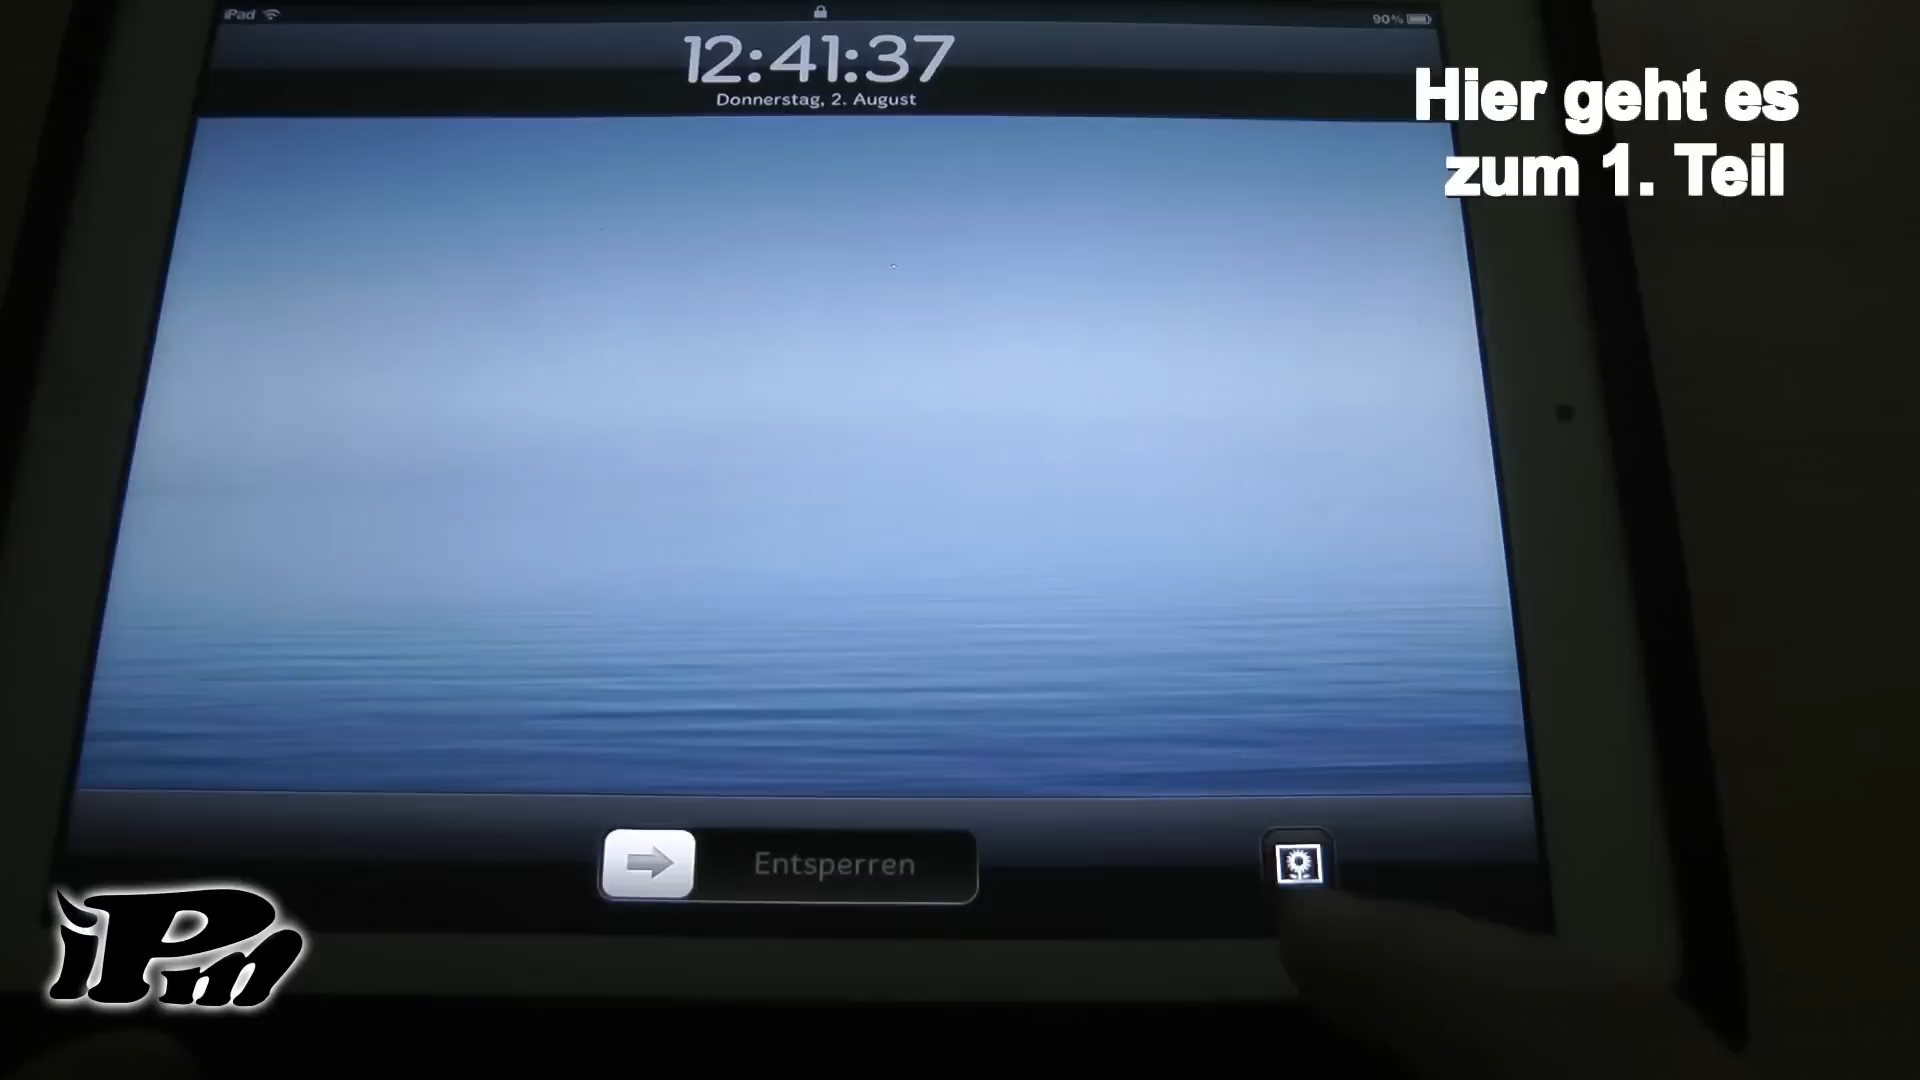 iPad
90%
12:41:37
Donnerstag, 2. August
Hier geht es
zum 1. Teil
Entsperren
iPm